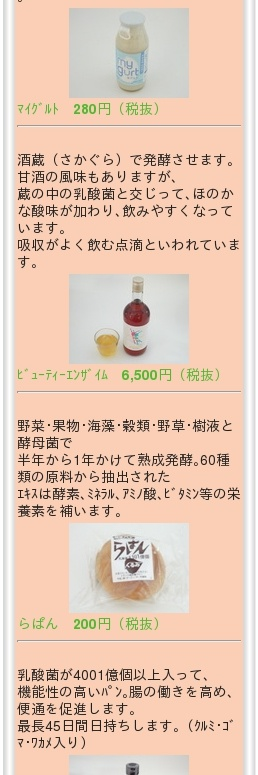 my
gurt
ﾏｲｸﾞﾙﾄ　280円（税抜）
酒蔵（さかぐら）で発酵させます。
甘酒の風味もありますが、
蔵の中の乳酸菌と交じって､ほのか
な酸味が加わり､飲みやすくなって
います。
吸収がよく飲む点滴といわれていま
す。
ﾋﾞｭｰﾃｨｰｴﾝｻﾞｲﾑ　6,500円（税抜）
野菜･果物･海藻･穀類･野草･樹液と
酵母菌で
半年から1年かけて熟成発酵｡60種
類の原料から抽出された
ｴｷｽは酵素､ﾐﾈﾗﾙ､ｱﾐﾉ酸､ﾋﾞﾀﾐﾝ等の栄
養素を補います。
らぱん
くるみ
らぱん　200円（税抜）
乳酸菌が4001億個以上入って、
機能性の高いﾊﾟﾝ｡腸の働きを高め、
便通を促進します。
最長45日間日持ちします。（ｸﾙﾐ･ｺﾞ
ﾏ･ﾜｶﾒ入り）